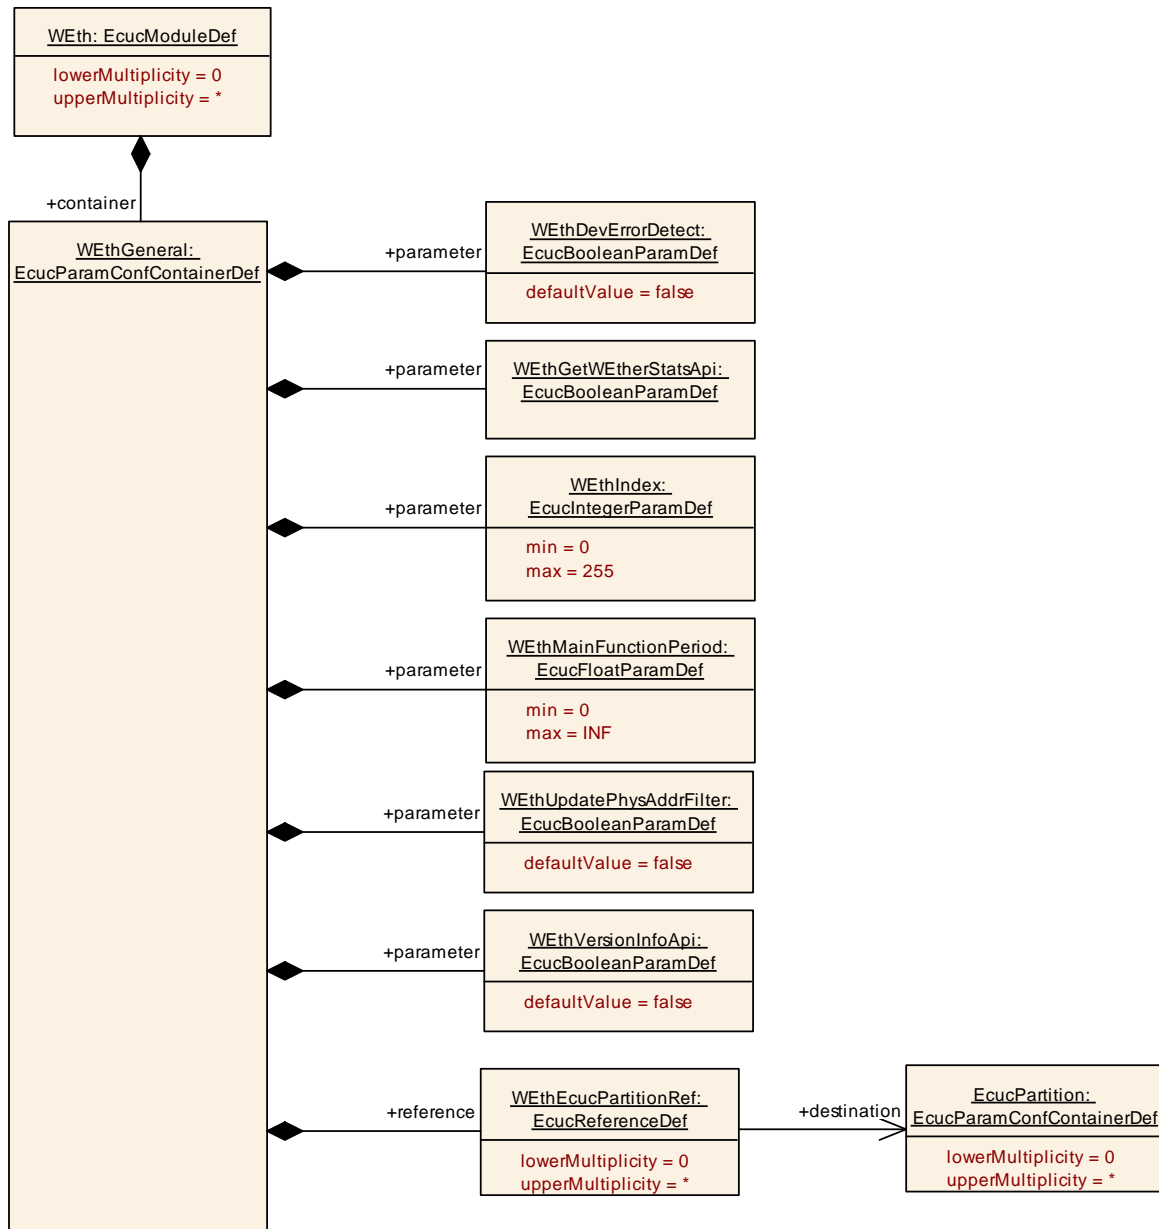 WEth: EcucModuleDef
lowerMultiplicity = 0
upperMultiplicity = *
+container
WEthGeneral:
EcucParamConfContainerDef
+parameter
WEthDevErrorDetect:
EcucBooleanParamDef
defaultValue = false
+parameter
WEthGetWEtherStatsApi:
EcucBooleanParamDef
+parameter
WEthIndex:
EcucIntegerParamDef
min = 0
max = 255
+parameter
WEthMainFunctionPeriod:
EcucFloatParamDef
min = 0
max = INF
+parameter
WEthUpdatePhysAddrFilter:
EcucBooleanParamDef
defaultValue = false
+parameter
WEthVersionInfoApi:
EcucBooleanParamDef
defaultValue = false
+reference
WEthEcucPartitionRef:
EcucReferenceDef
lowerMultiplicity = 0
upperMultiplicity = *
+destination
EcucPartition:
EcucParamConfContainerDef
lowerMultiplicity = 0
upperMultiplicity = *